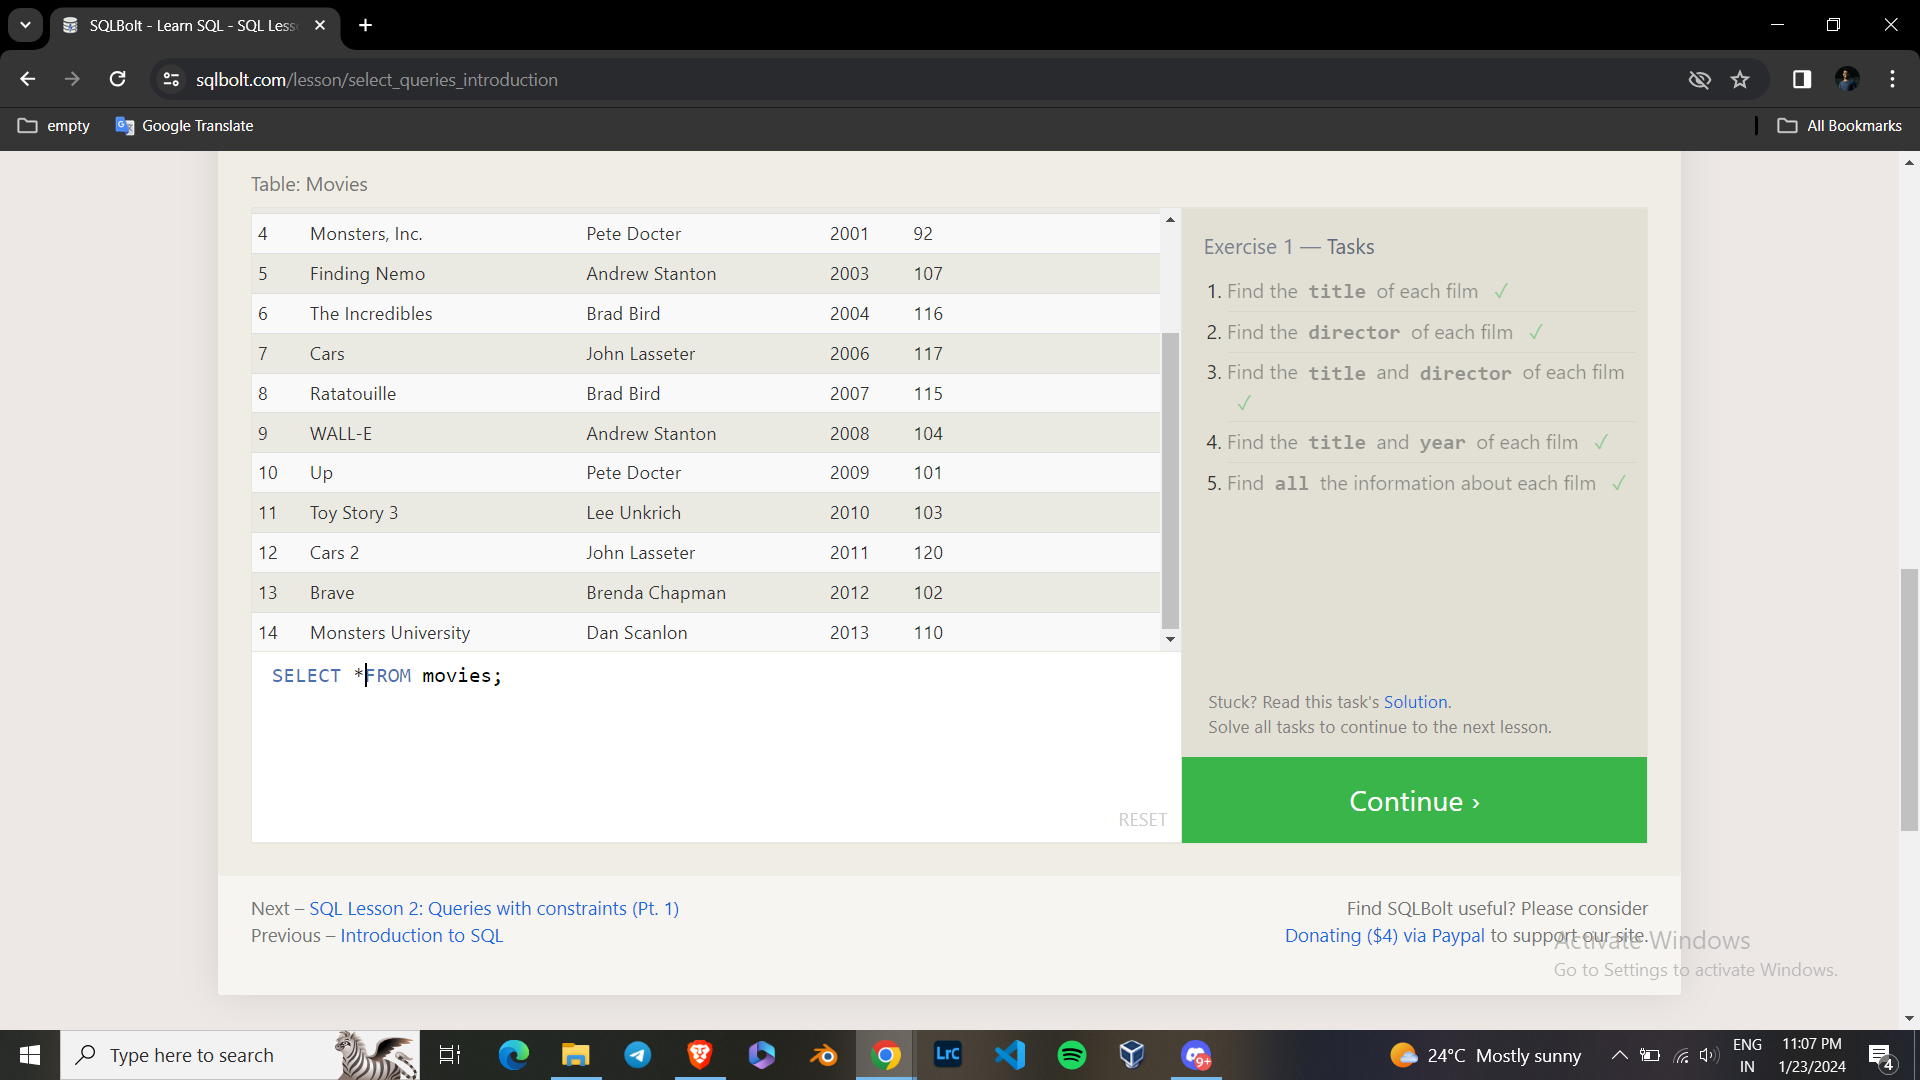 SQLBolt - Learn SQL - SQL Less
sqlbolt.com/lesson/select_queries_introduction
empty
Google Translate
All Bookmarks
Table: Movies
4 Monsters, Inc. Pete Docter 2001 92
5 Finding Nemo Andrew Stanton 2003 107
6 The Incredibles Brad Bird 2004 116
7 Cars John Lasseter 2006 117
8 Ratatouille Brad Bird 2007 115
9 WALL-E Andrew Stanton 2008 104
10 Up Pete Docter 2009 101
11 Toy Story 3 Lee Unkrich 2010 103
12 Cars 2 John Lasseter 2011 120
13 Brave Brenda Chapman 2012 102
14 Monsters University Dan Scanlon 2013 110
SELECT *FROM movies;
RESET
Exercise 1 — Tasks
1. Find the title of each film ✓
2. Find the director of each film ✓
3. Find the title and director of each film
✓
4. Find the title and year of each film ✓
5. Find all the information about each film ✓
Stuck? Read this task's Solution.
Solve all tasks to continue to the next lesson.
Continue ›
Next – SQL Lesson 2: Queries with constraints (Pt. 1)
Previous – Introduction to SQL
Find SQLBolt useful? Please consider
Donating ($4) via Paypal to support our site.
Activate Windows
Go to Settings to activate Windows.
Type here to search
LrC
9+
24°C Mostly sunny
ENG
IN
11:07 PM
1/23/2024
4